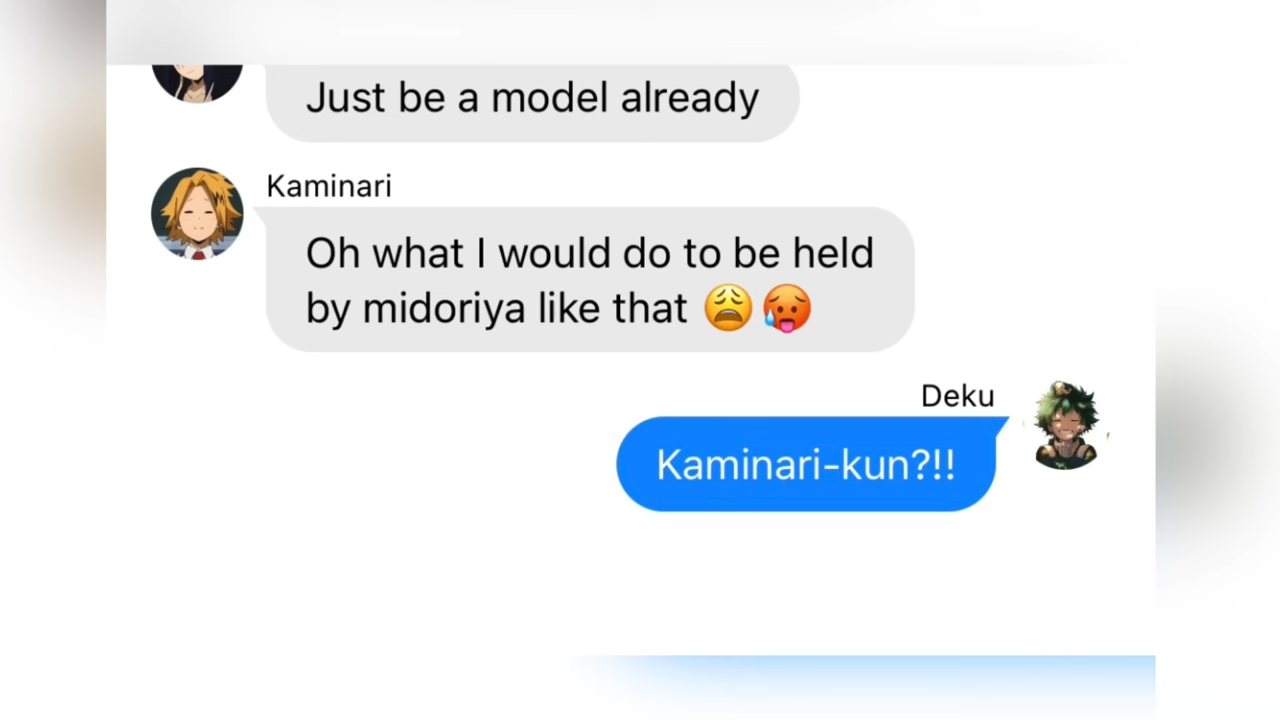 Just be a model already
Kaminari
Oh what I would do to be held
by midoriya like that 😩🥵
Deku
Kaminari-kun?!!